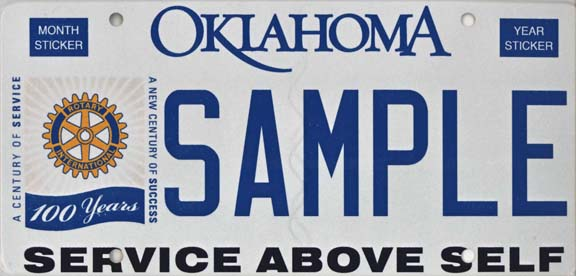 MONTH
STICKER
OKLAHOMA
YEAR
STICKER
A CENTURY OF SERVICE
ROTARY
INTERNATIONAL
A NEW CENTURY OF SUCCESS
100 Years
SAMPLE
SERVICE ABOVE SELF